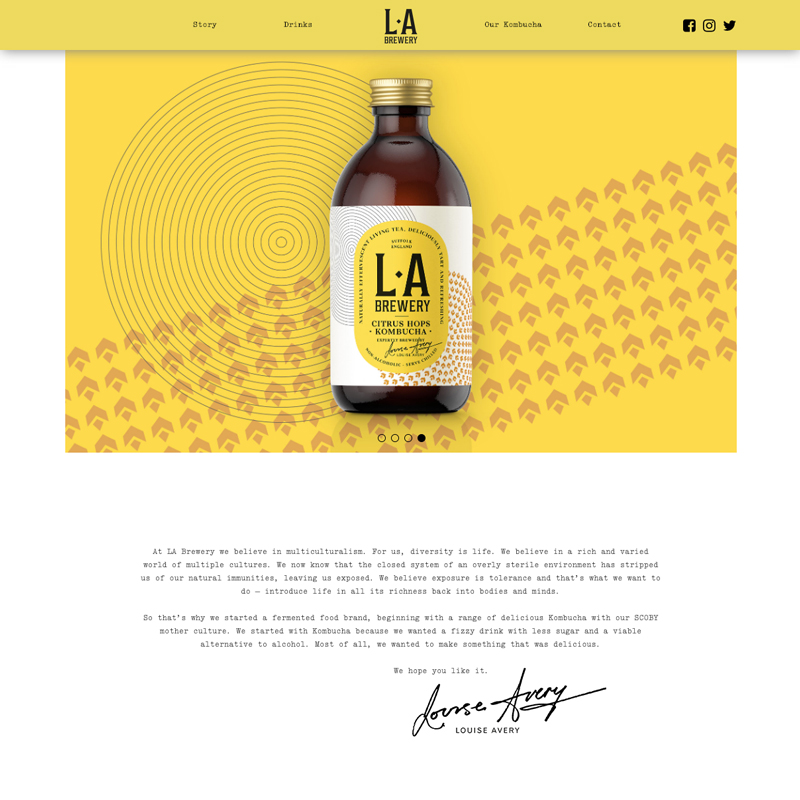 Story
Drinks
L·A
BREWERY
Our Kombucha
Contact
NATURALLY EFFERVESCENT LIVING TEA, DELICIOUSLY TART AND REFRESHING
SUFFOLK
ENGLAND
L·A
BREWERY
CITRUS HOPS
· KOMBUCHA ·
EXPERTLY BREWED BY
Louise Avery
LOUISE AVERY
NON-ALCOHOLIC · SERVE CHILLED
At LA Brewery we believe in multiculturalism. For us, diversity is life. We believe in a rich and varied
world of multiple cultures. We now know that the closed system of an overly sterile environment has stripped
us of our natural immunities, leaving us exposed. We believe exposure is tolerance and that's what we want to
do – introduce life in all its richness back into bodies and minds.
So that's why we started a fermented food brand, beginning with a range of delicious Kombucha with our SCOBY
mother culture. We started with Kombucha because we wanted a fizzy drink with less sugar and a viable
alternative to alcohol. Most of all, we wanted to make something that was delicious.
We hope you like it.
Louise Avery
LOUISE AVERY